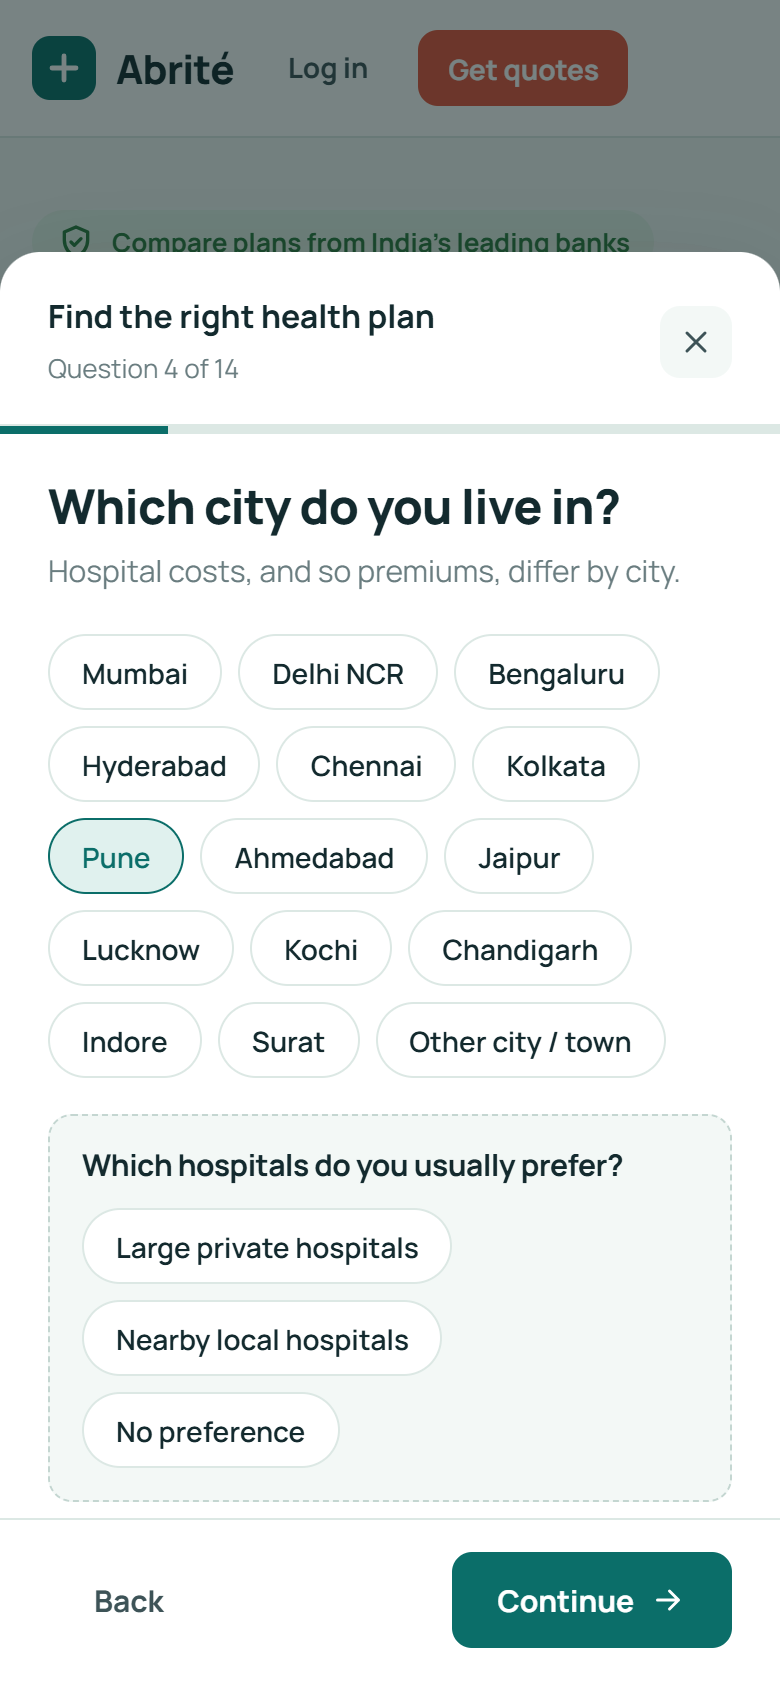 Abrité
Log in
Get quotes
Compare plans from India's leading banks
Find the right health plan
Question 4 of 14
Which city do you live in?
Hospital costs, and so premiums, differ by city.
Mumbai
Delhi NCR
Bengaluru
Hyderabad
Chennai
Kolkata
Pune
Ahmedabad
Jaipur
Lucknow
Kochi
Chandigarh
Indore
Surat
Other city / town
Which hospitals do you usually prefer?
Large private hospitals
Nearby local hospitals
No preference
Back
Continue